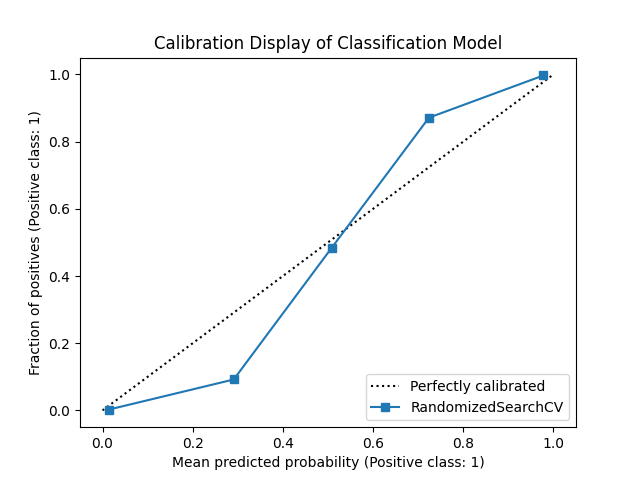 Calibration Display of Classification Model
Fraction of positives (Positive class: 1)
1.0
0.8
0.6
0.4
0.2
0.0
0.0 0.2 0.4 0.6 0.8 1.0
Mean predicted probability (Positive class: 1)
Perfectly calibrated
RandomizedSearchCV